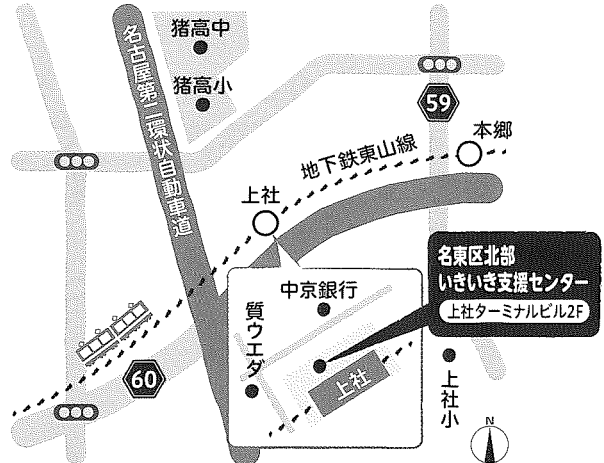 猪高中
猪高小
名古屋第二環状自動車道
59
本郷
地下鉄東山線
上社
名東区北部
いきいき支援センター
上社ターミナルビル2F
中京銀行
質ウエダ
上社
60
上社小
N